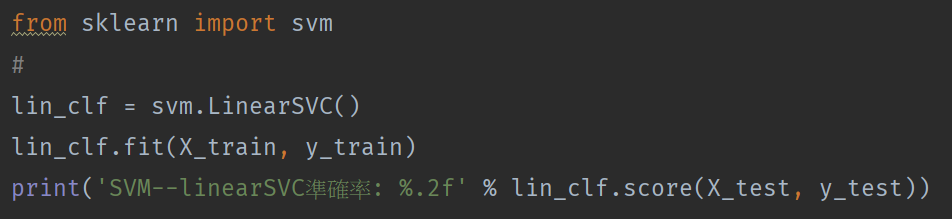 from sklearn import svm
#
lin_clf = svm.LinearSVC()
lin_clf.fit(X_train, y_train)
print('SVM--linearSVC準確率: %.2f' % lin_clf.score(X_test, y_test))